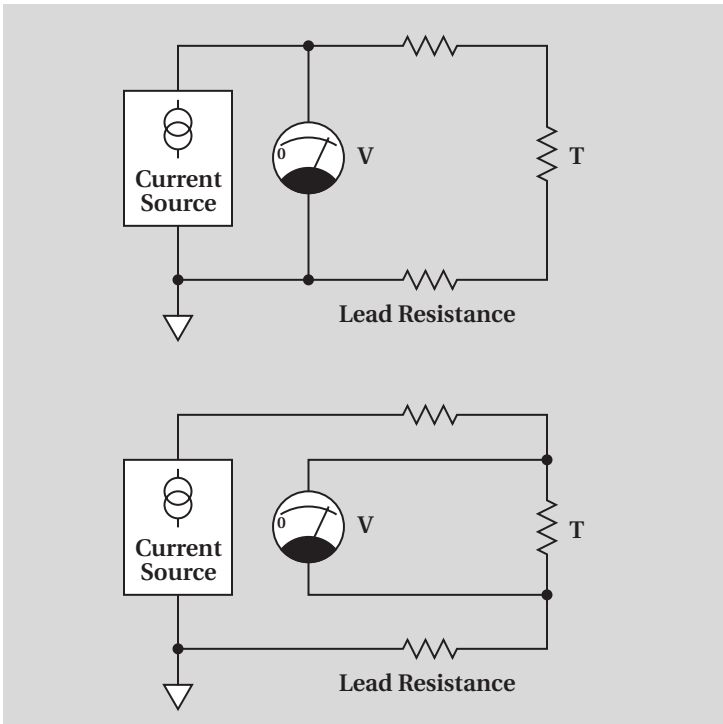 0
V
T
Current
Source
Lead Resistance
0
V
T
Current
Source
Lead Resistance